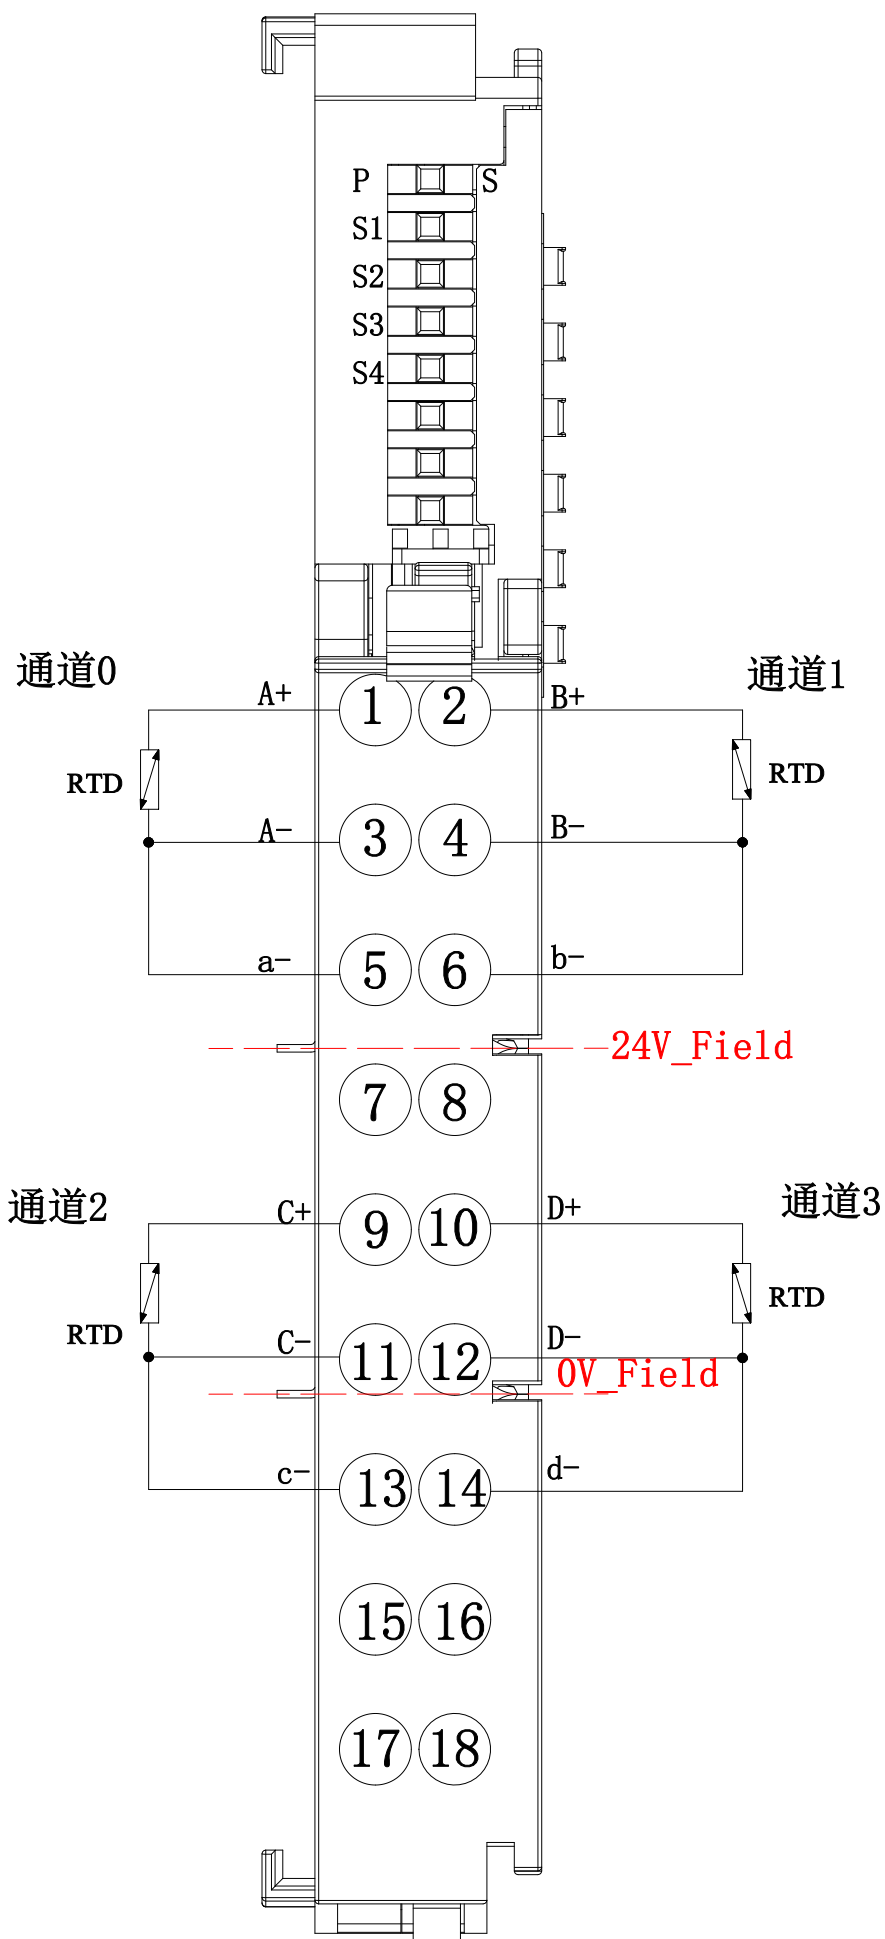 P S
S1
S2
S3
S4
通道0 通道1
A+ 1 2 B+
RTD RTD
A- 3 4 B-
a- 5 6 b-
24V_Field
7 8
通道2 通道3
C+ 9 10 D+
RTD RTD
C- 11 12 D-
0V_Field
c- 13 14 d-
15 16
17 18